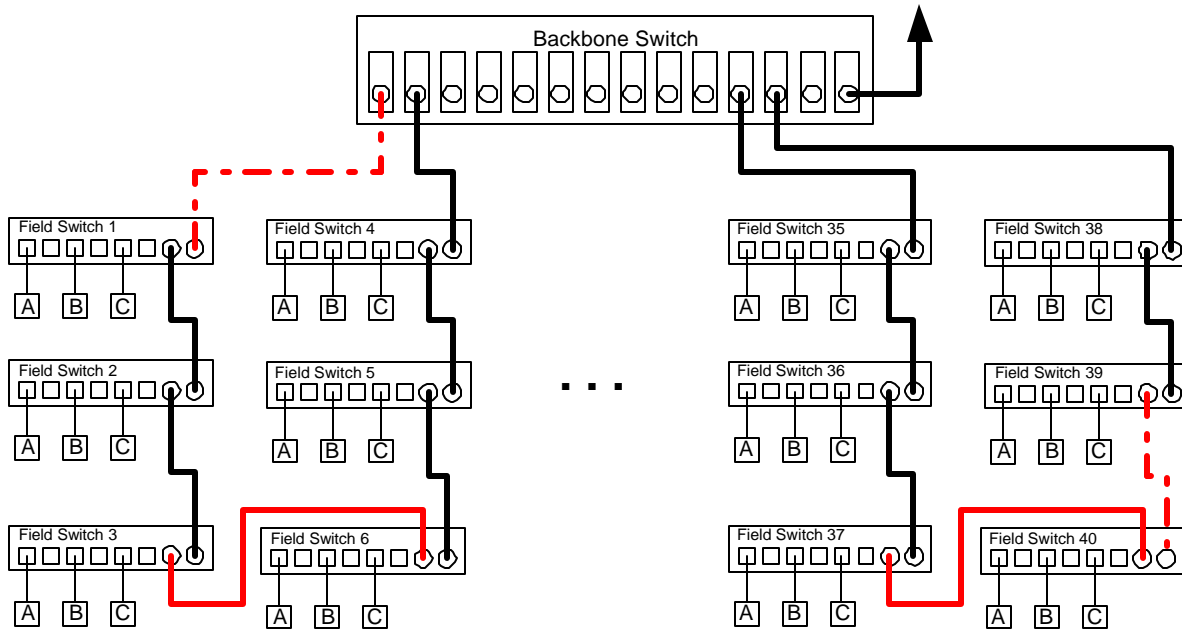 Backbone Switch
Field Switch 1
Field Switch 4
Field Switch 35
Field Switch 38
A B C
A B C
A B C
A B C
Field Switch 2
Field Switch 5
Field Switch 36
Field Switch 39
...
A B C
A B C
A B C
A B C
Field Switch 3
Field Switch 6
Field Switch 37
Field Switch 40
A B C
A B C
A B C
A B C